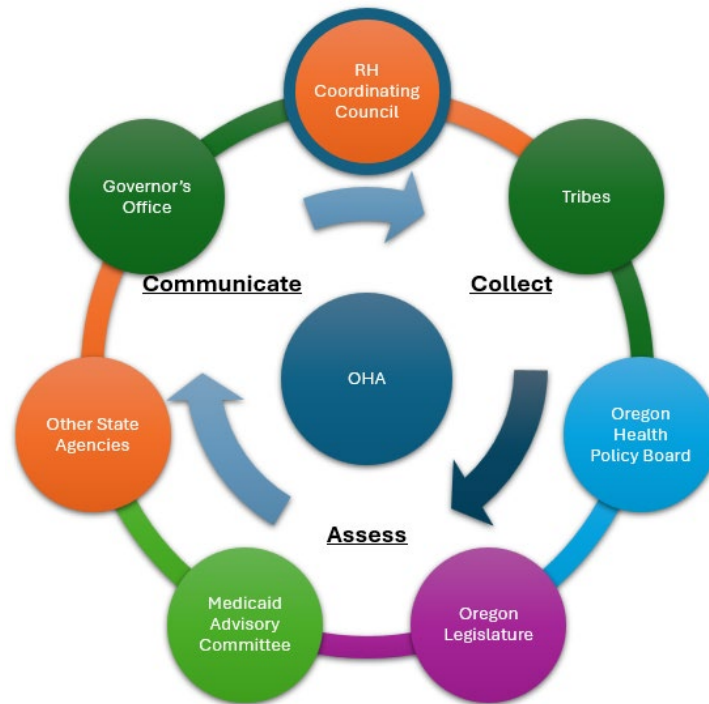 RH
Coordinating
Council
Governor's
Office
Tribes
Communicate
Collect
OHA
Other State
Agencies
Oregon
Health
Policy Board
Assess
Medicaid
Advisory
Committee
Oregon
Legislature